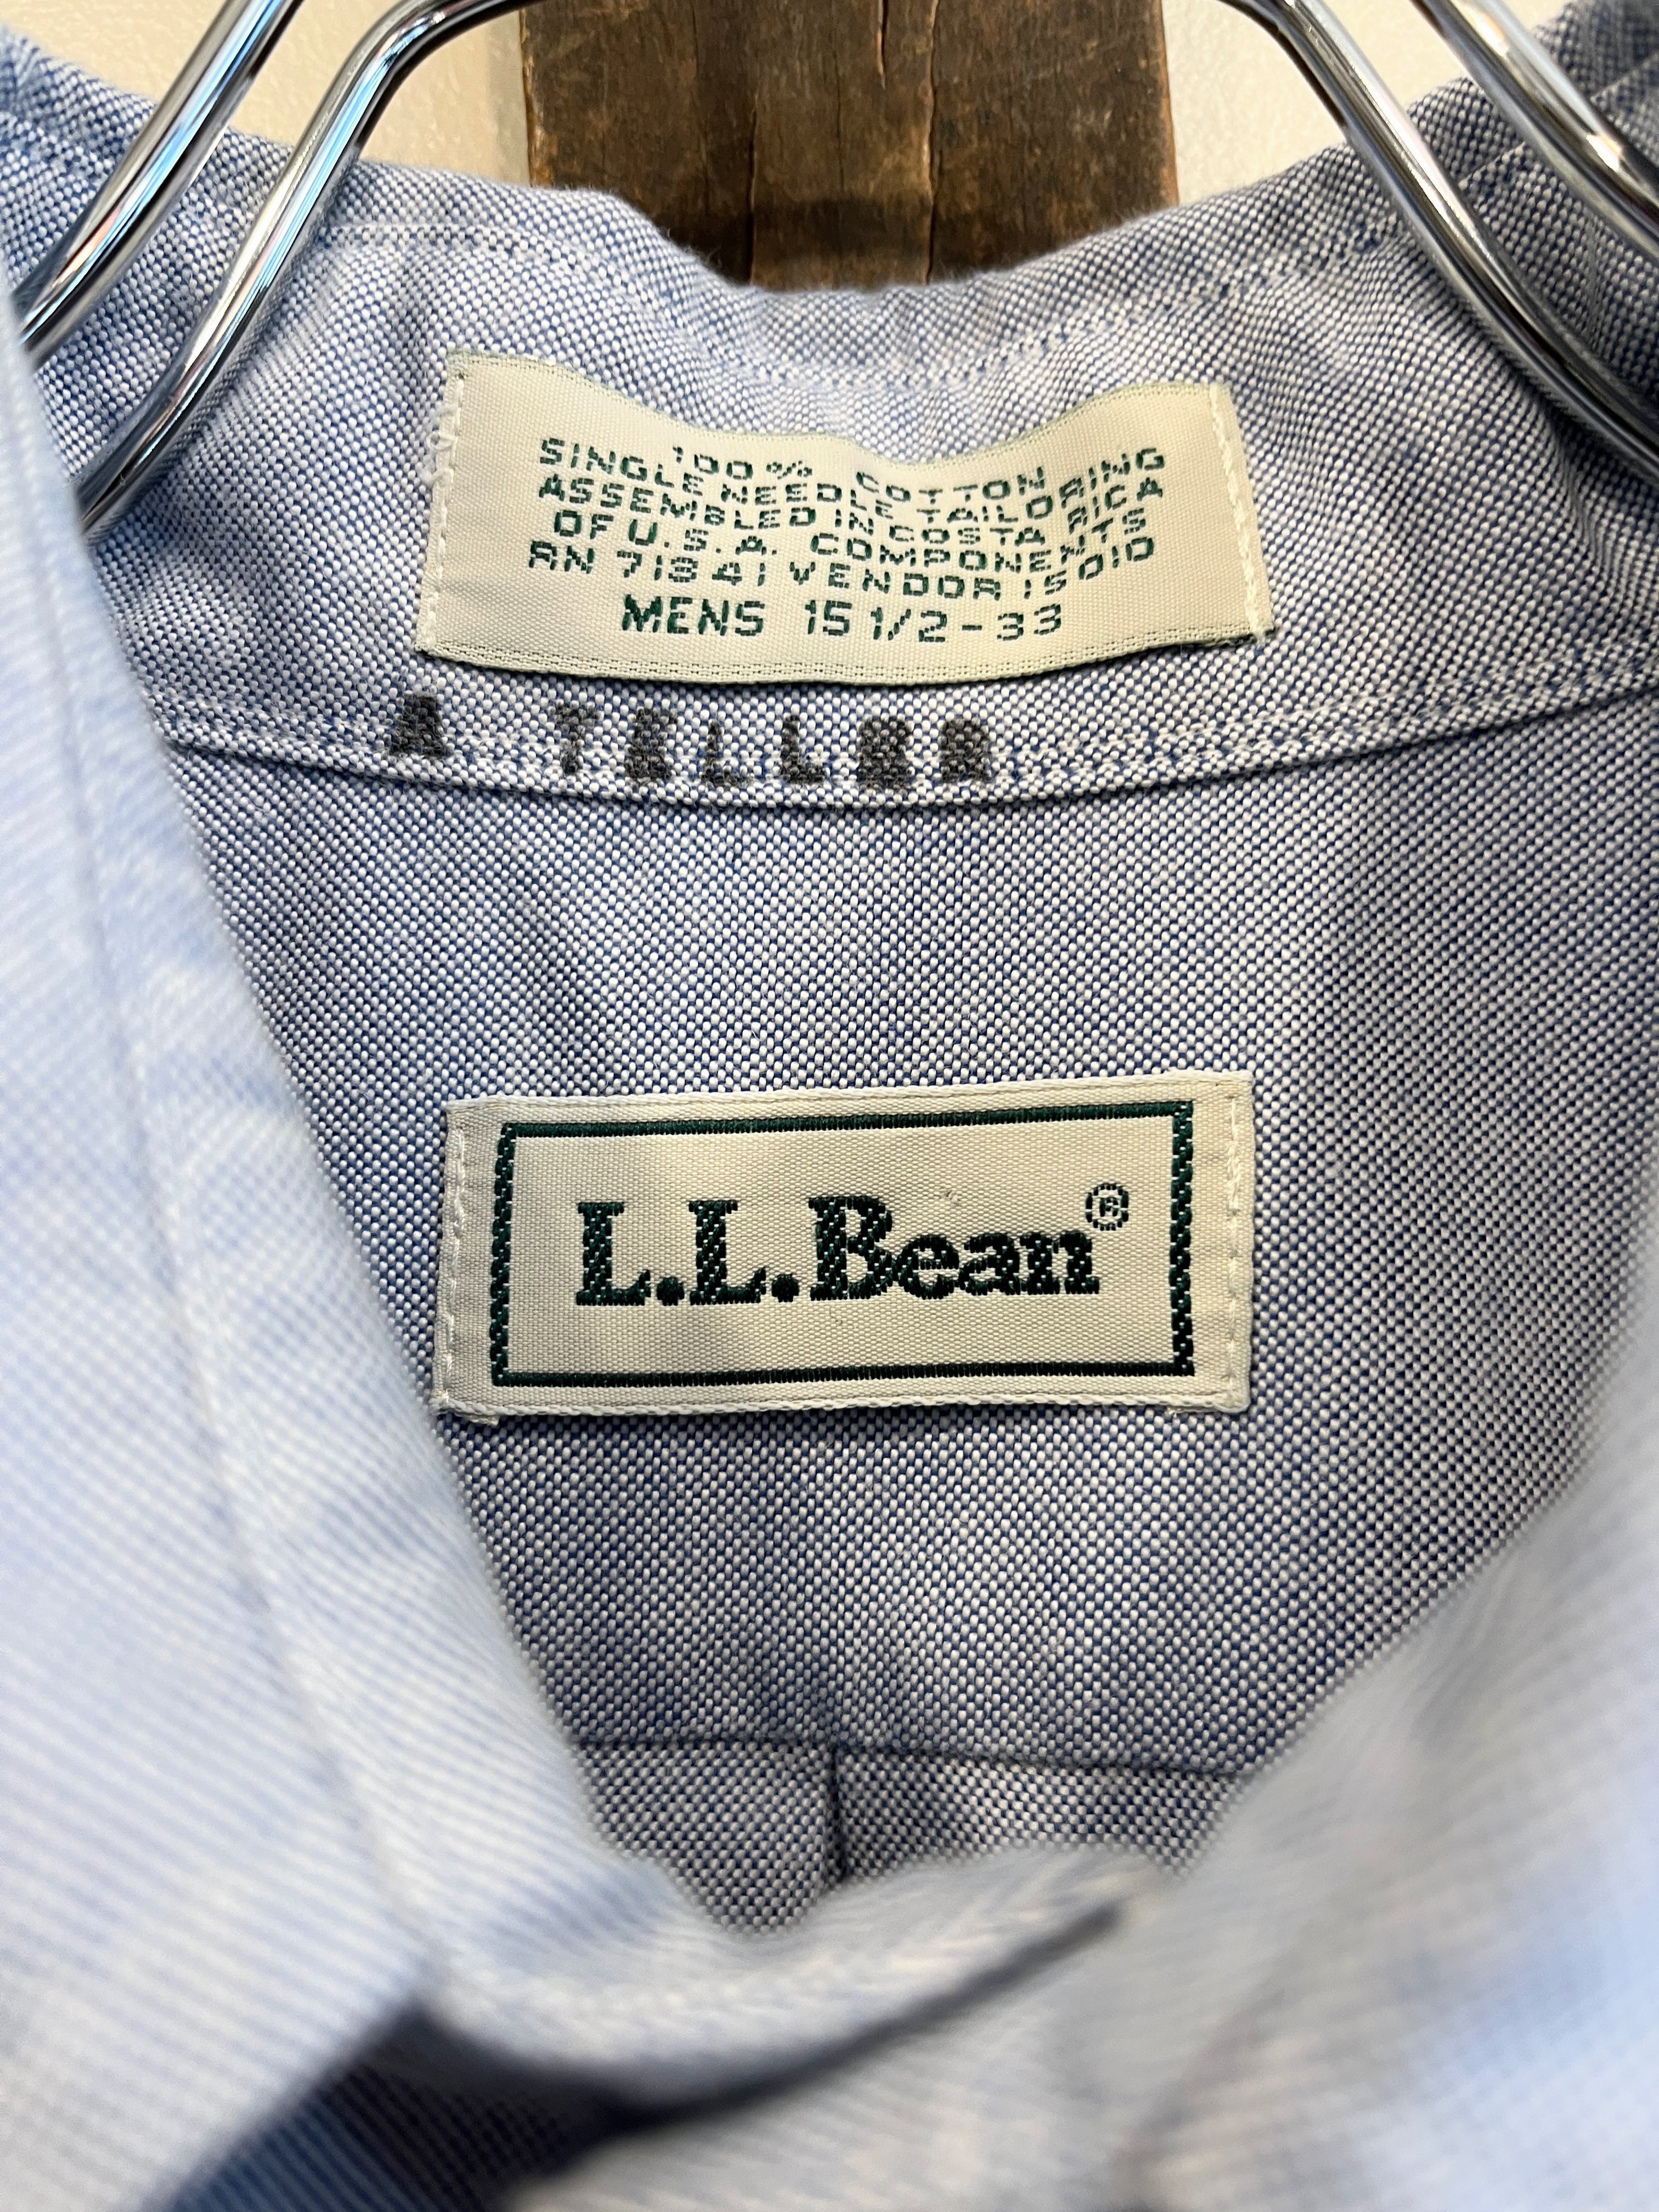 100% COTTON
SINGLE NEEDLE TAILORING
ASSEMBLED IN COSTA RICA
OF U.S.A. COMPONENTS
RN 71341 VENDOR 15010
MENS 15 1/2-33
A TELLER
L.L.Bean®